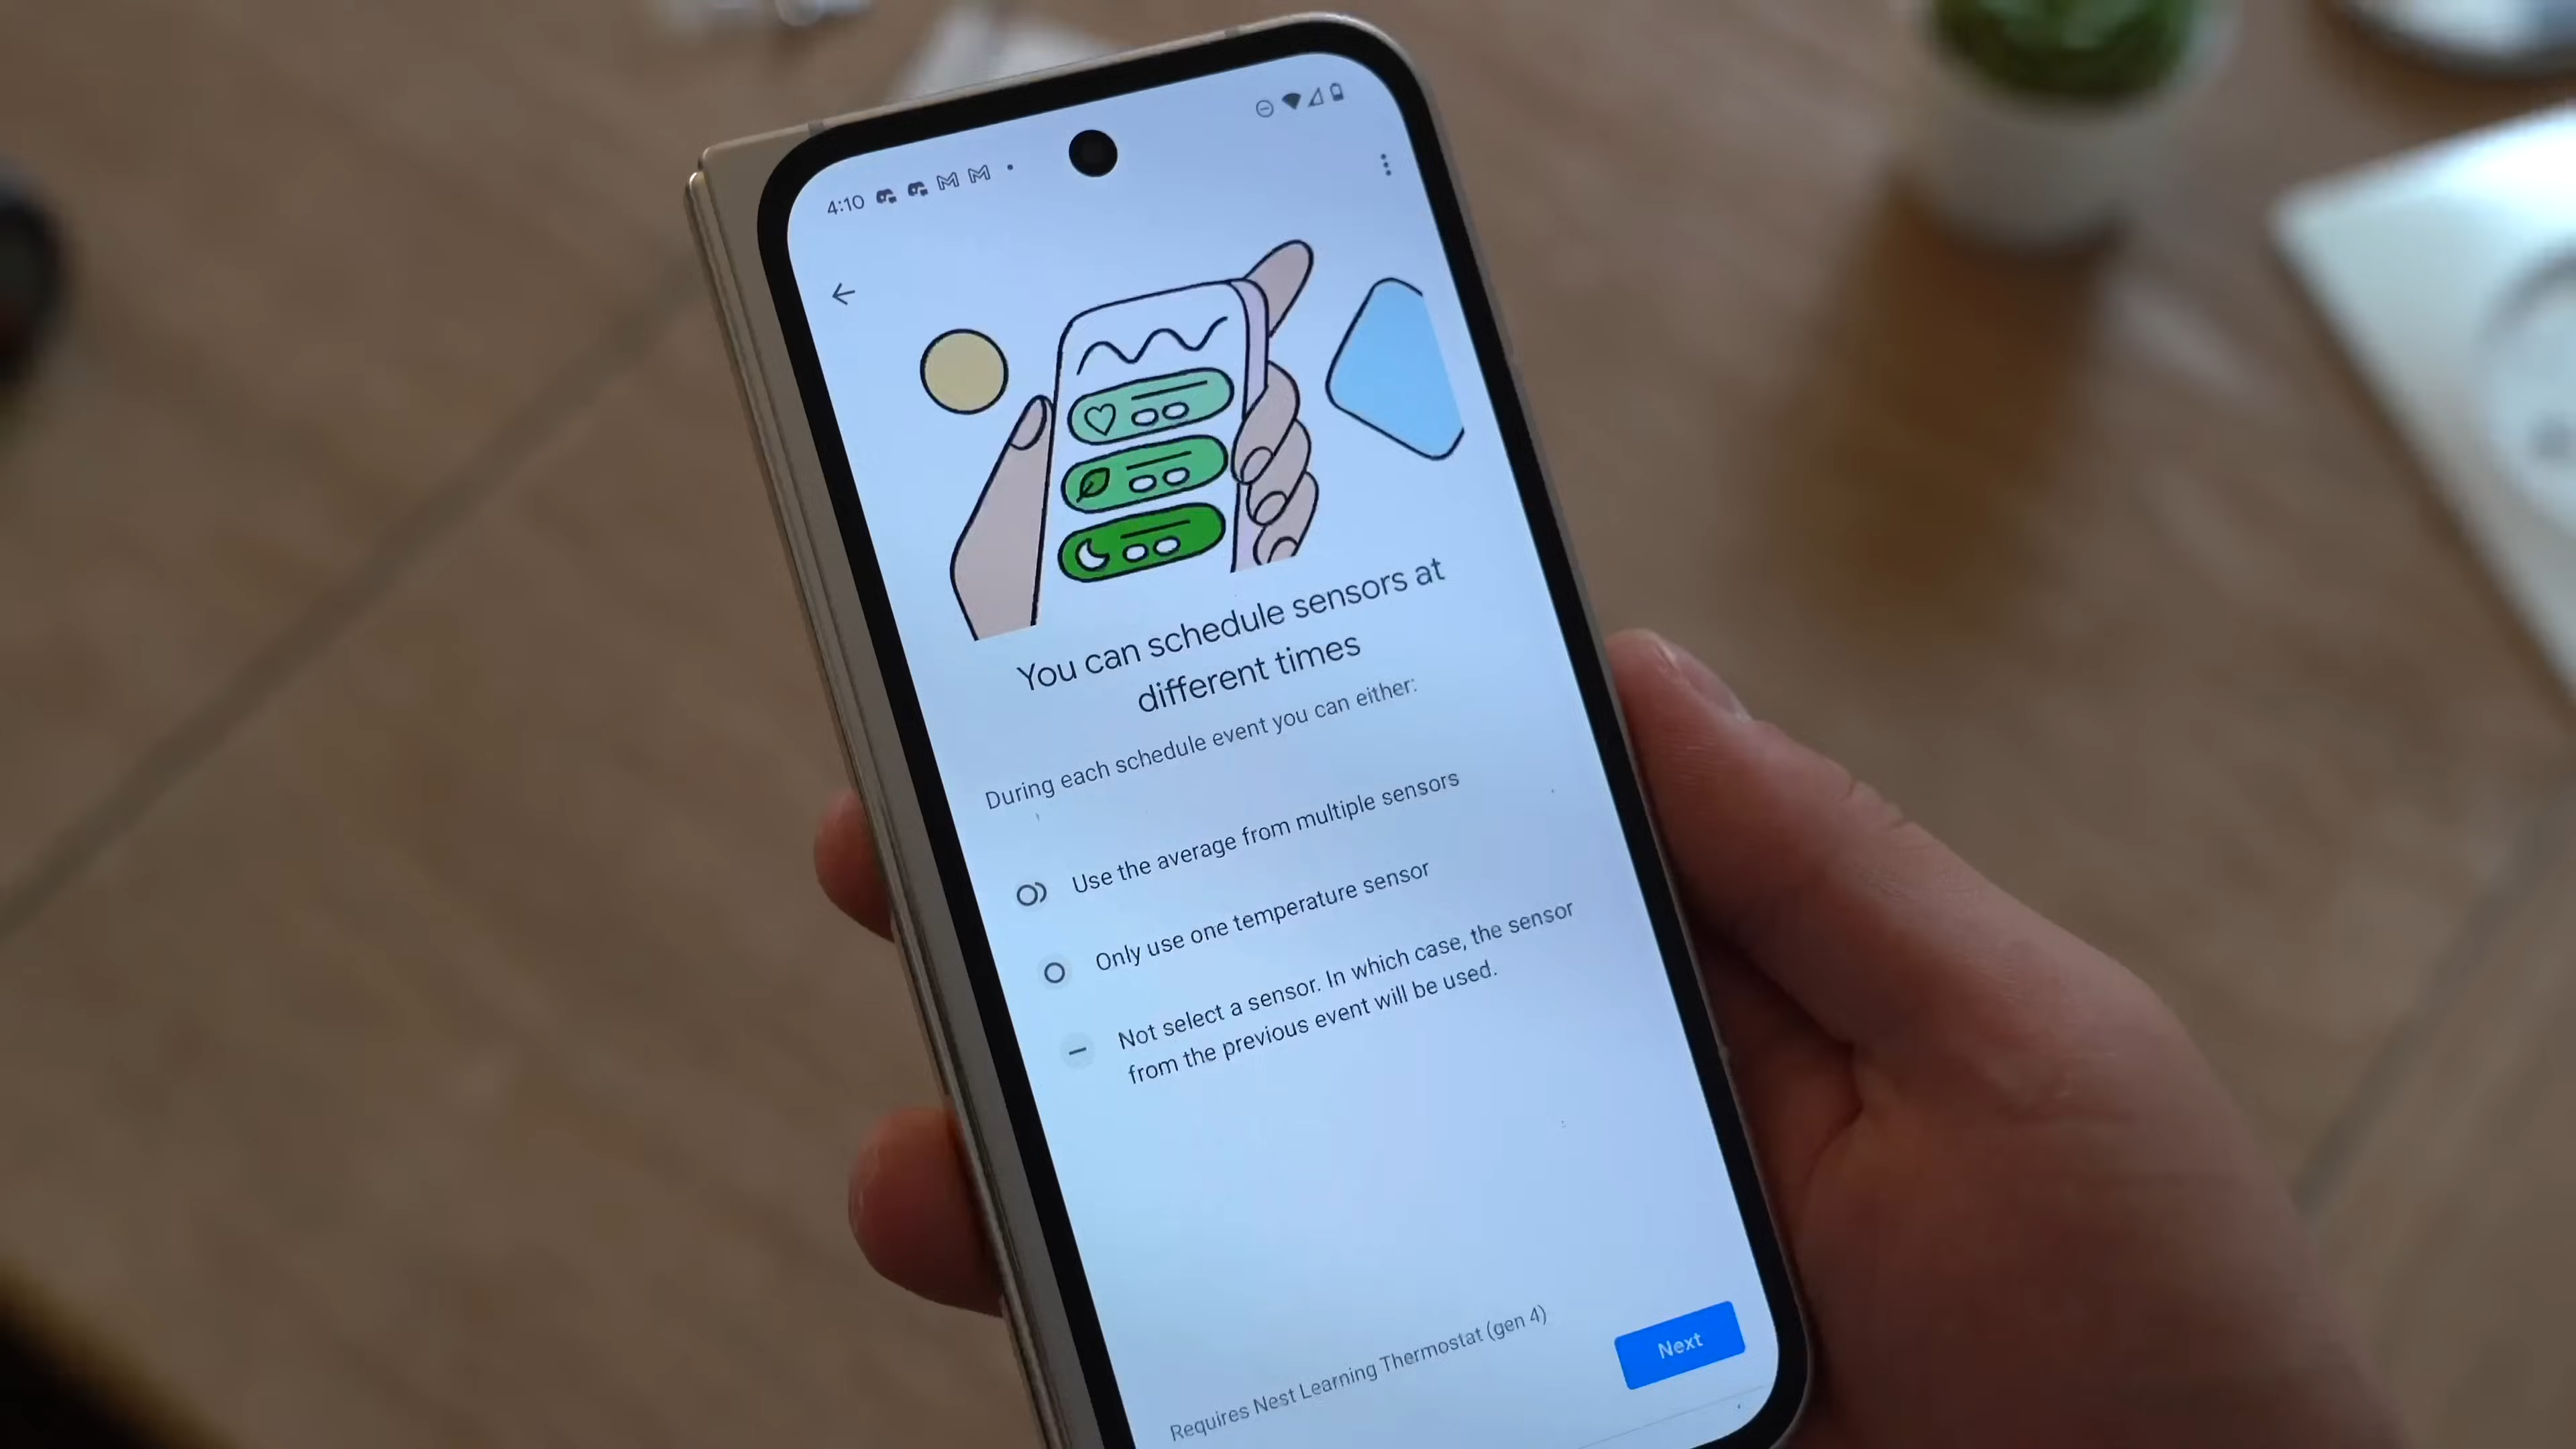 4:10
You can schedule sensors at
different times
During each schedule event you can either:
Use the average from multiple sensors
Only use one temperature sensor
Not select a sensor. In which case, the sensor
from the previous event will be used.
Requires Nest Learning Thermostat (gen 4)
Next